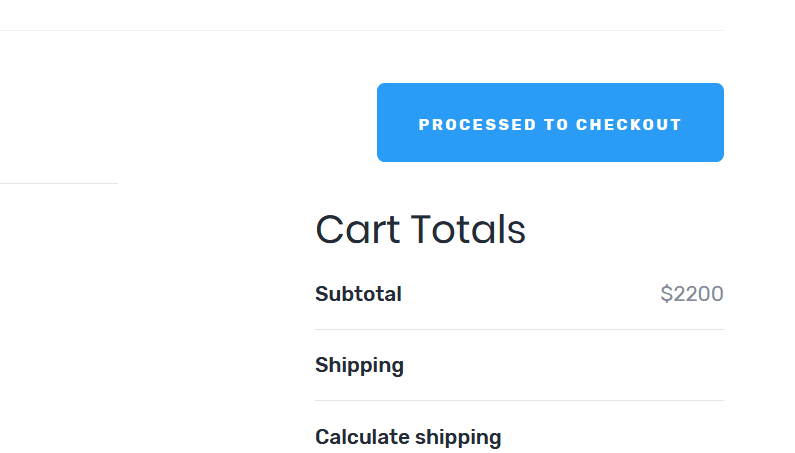 PROCESSED TO CHECKOUT
Cart Totals
Subtotal $2200
Shipping
Calculate shipping